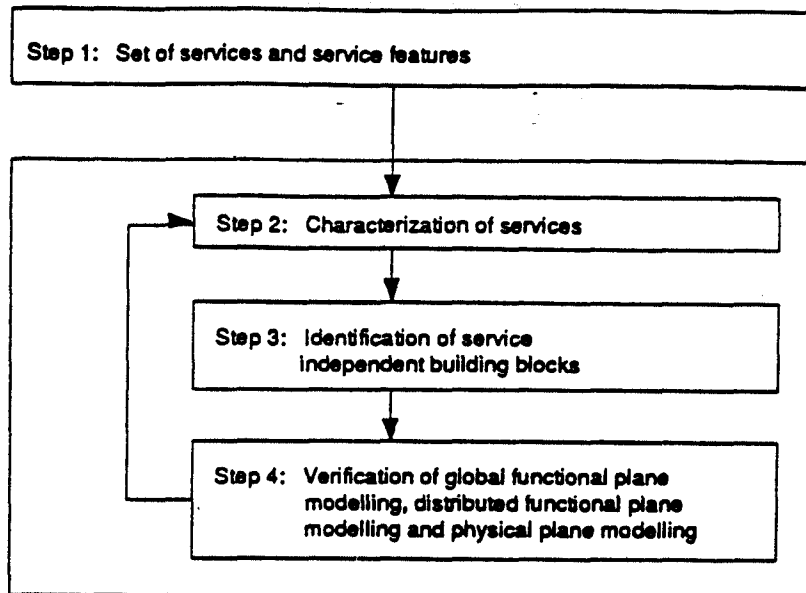 Step 1: Set of services and service features
Step 2: Characterization of services
Step 3: Identification of service
independent building blocks
Step 4: Verification of global functional plane
modelling, distributed functional plane
modelling and physical plane modelling